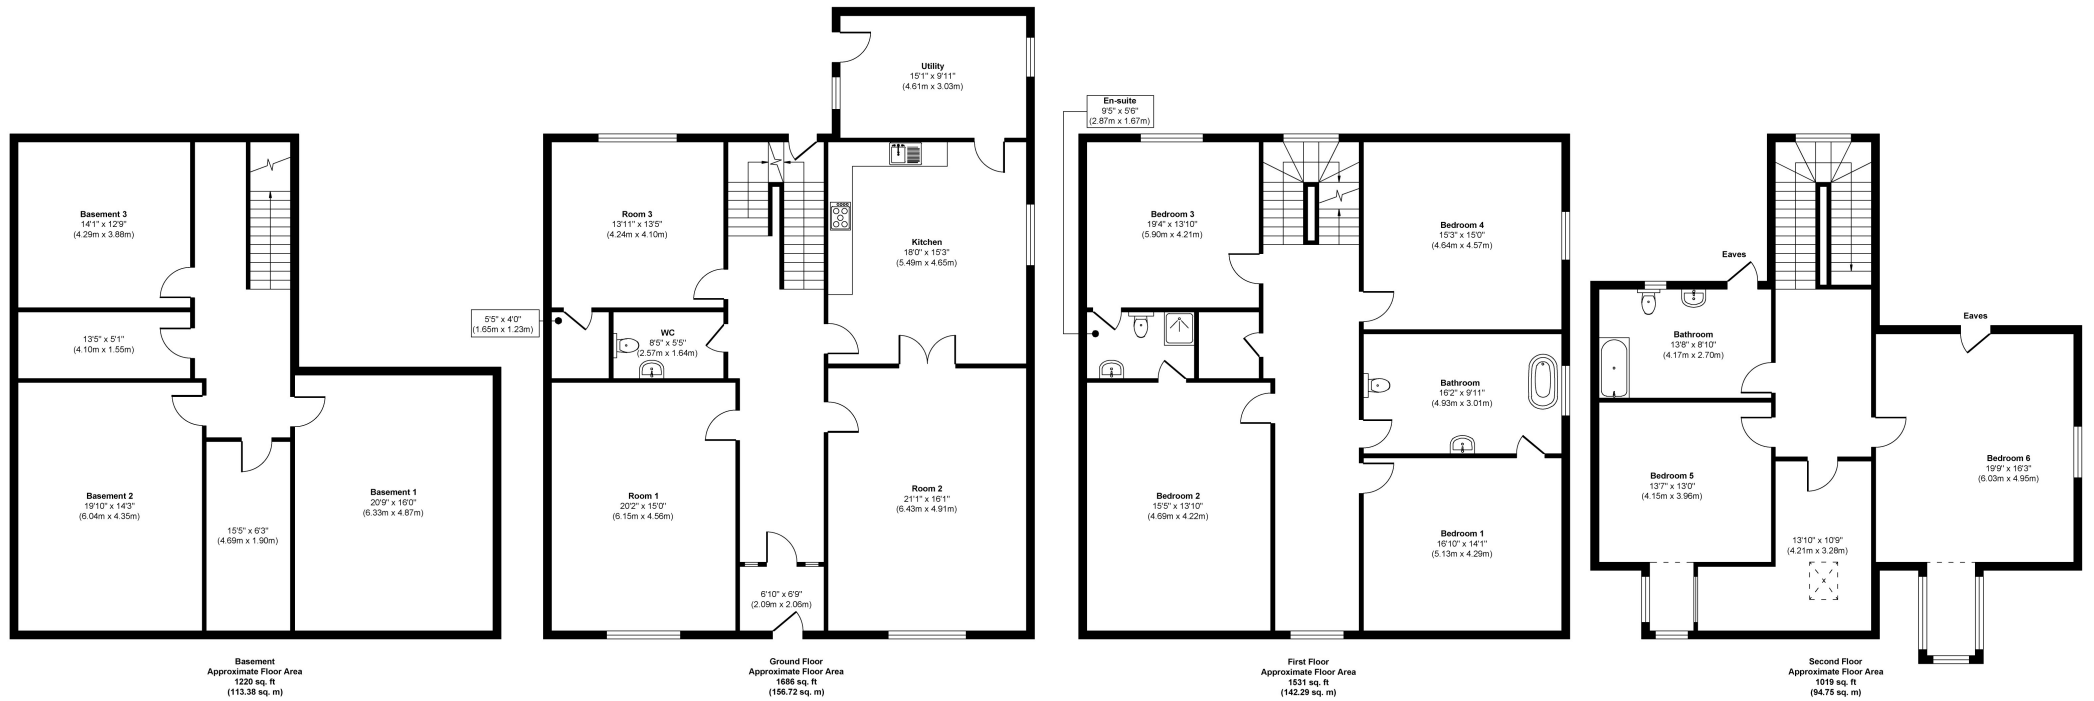 Basement 3
14'1" x 12'9"
(4.29m x 3.88m)
13'5" x 5'1"
(4.10m x 1.55m)
Basement 2
19'10" x 14'3"
(6.04m x 4.35m)
15'5" x 6'3"
(4.69m x 1.90m)
Basement 1
20'9" x 16'0"
(6.33m x 4.87m)
Basement
Approximate Floor Area
1220 sq. ft
(113.38 sq. m)
Utility
15'1" x 9'11"
(4.61m x 3.03m)
Room 3
13'11" x 13'5"
(4.24m x 4.10m)
Kitchen
18'0" x 15'3"
(5.49m x 4.65m)
5'5" x 4'0"
(1.65m x 1.23m)
WC
8'5" x 5'5"
(2.57m x 1.64m)
Room 1
20'2" x 15'0"
(6.15m x 4.56m)
Room 2
21'1" x 16'1"
(6.43m x 4.91m)
6'10" x 6'9"
(2.09m x 2.06m)
Ground Floor
Approximate Floor Area
1686 sq. ft
(156.72 sq. m)
En-suite
9'5" x 5'6"
(2.87m x 1.67m)
Bedroom 3
19'4" x 13'10"
(5.90m x 4.21m)
Bedroom 4
15'3" x 15'0"
(4.64m x 4.57m)
Bathroom
16'2" x 9'11"
(4.93m x 3.01m)
Bedroom 2
15'5" x 13'10"
(4.69m x 4.22m)
Bedroom 1
16'10" x 14'1"
(5.13m x 4.29m)
First Floor
Approximate Floor Area
1531 sq. ft
(142.29 sq. m)
Eaves
Eaves
Bathroom
13'8" x 8'10"
(4.17m x 2.70m)
Bedroom 5
13'7" x 13'0"
(4.15m x 3.96m)
Bedroom 6
19'9" x 16'3"
(6.03m x 4.95m)
13'10" x 10'9"
(4.21m x 3.28m)
Second Floor
Approximate Floor Area
1019 sq. ft
(94.75 sq. m)